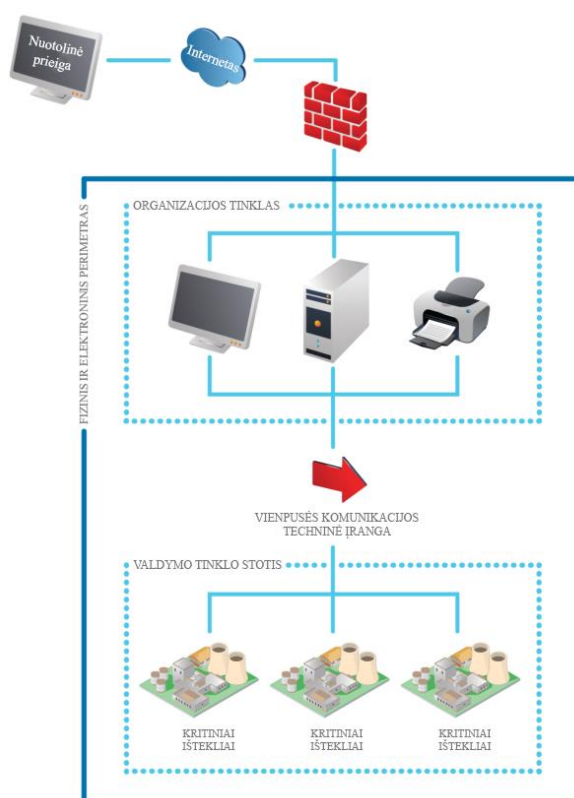 Nuotolinė
prieiga
Internetas
FIZINIS IR ELEKTRONINIS PERIMETRAS
ORGANIZACIJOS TINKLAS
VIENPUSĖS KOMUNIKACIJOS
TECHNINĖ ĮRANGA
VALDYMO TINKLO STOTIS
KRITINIAI
IŠTEKLIAI
KRITINIAI
IŠTEKLIAI
KRITINIAI
IŠTEKLIAI